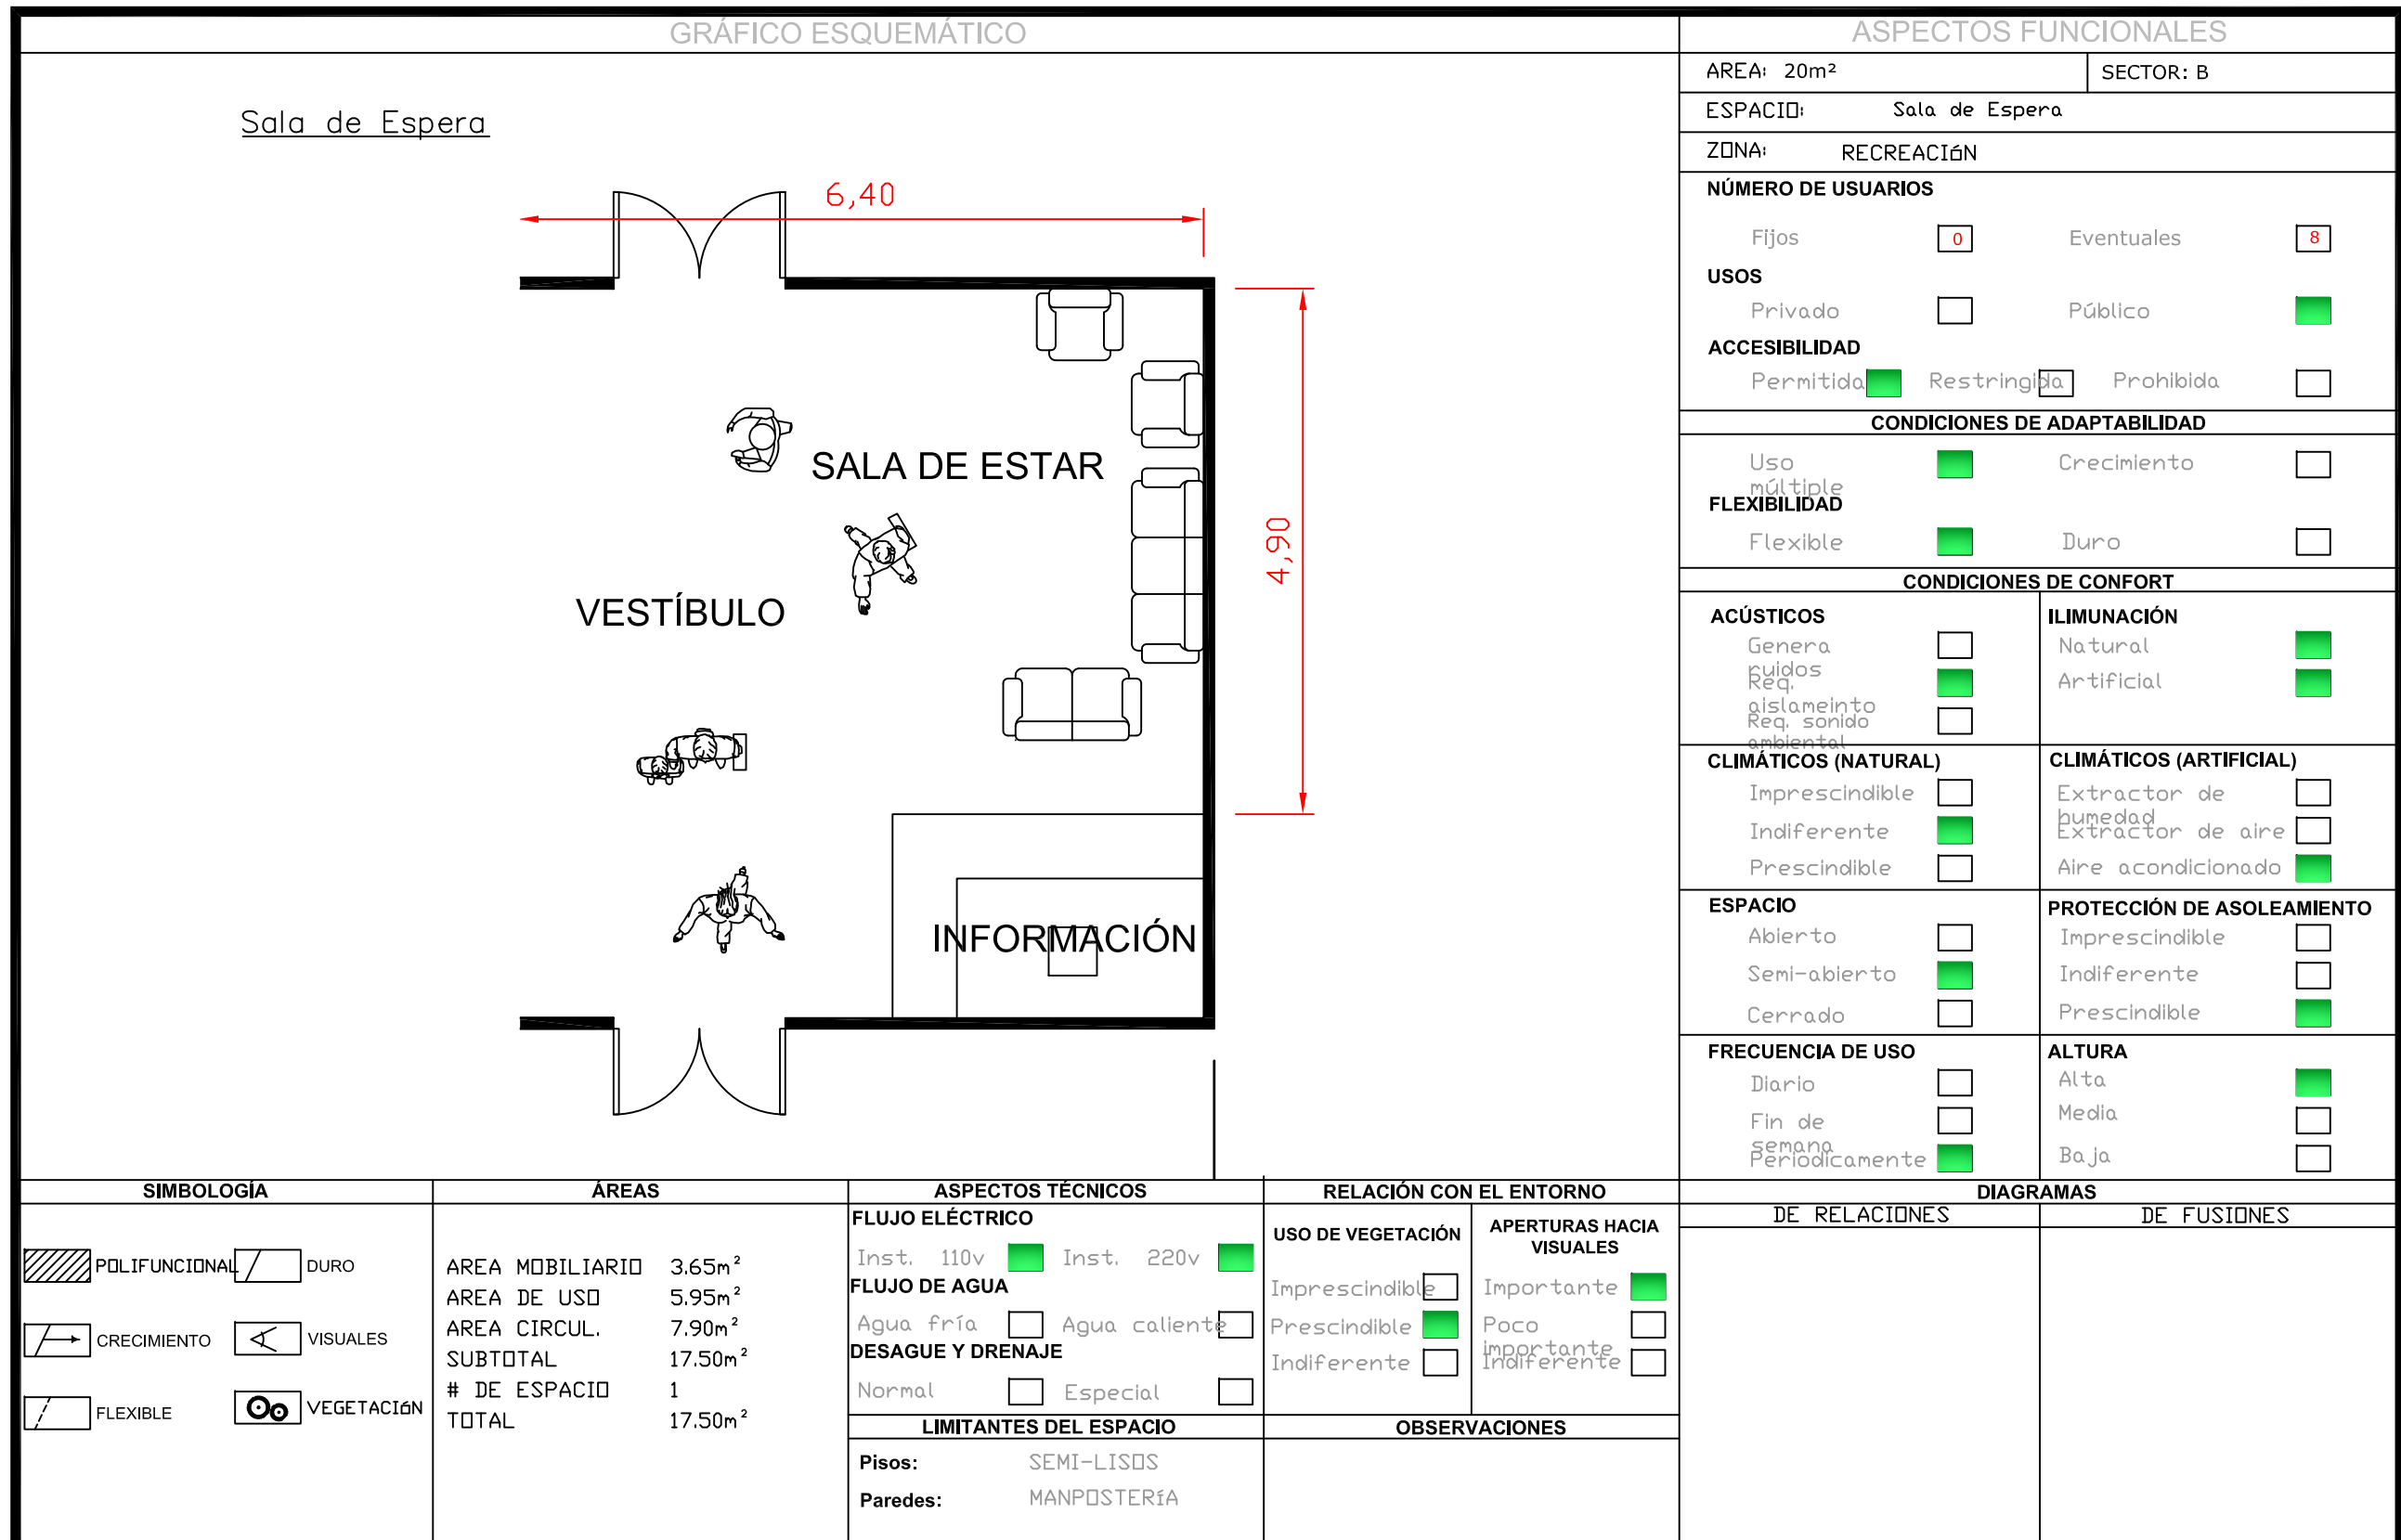 GRÁFICO ESQUEMÁTICO
Sala de Espera
6,40
4,90
SALA DE ESTAR
VESTÍBULO
INFORMACIÓN
ASPECTOS FUNCIONALES
AREA: 20m² SECTOR: B
ESPACIO: Sala de Espera
ZONA: RECREACIóN
NÚMERO DE USUARIOS
Fijos 0 Eventuales 8
USOS
Privado Público
ACCESIBILIDAD
Permitida Restringida Prohibida
CONDICIONES DE ADAPTABILIDAD
Uso Crecimiento
múltiple
FLEXIBILIDAD
Flexible Duro
CONDICIONES DE CONFORT
ACÚSTICOS
Genera
ruidos
Req.
aislameinto
Req. sonido
ambiental
ILIMUNACIÓN
Natural
Artificial
CLIMÁTICOS (NATURAL)
Imprescindible
Indiferente
Prescindible
CLIMÁTICOS (ARTIFICIAL)
Extractor de
humedad
Extractor de aire
Aire acondicionado
ESPACIO
Abierto
Semi-abierto
Cerrado
PROTECCIÓN DE ASOLEAMIENTO
Imprescindible
Indiferente
Prescindible
FRECUENCIA DE USO
Diario
Fin de
semana
Periódicamente
ALTURA
Alta
Media
Baja
SIMBOLOGÍA
POLIFUNCIONAL DURO
CRECIMIENTO VISUALES
FLEXIBLE VEGETACIóN
ÁREAS
AREA MOBILIARIO 3.65m²
AREA DE USO 5.95m²
AREA CIRCUL. 7.90m²
SUBTOTAL 17.50m²
# DE ESPACIO 1
TOTAL 17.50m²
ASPECTOS TÉCNICOS
FLUJO ELÉCTRICO
Inst. 110v Inst. 220v
FLUJO DE AGUA
Agua fría Agua caliente
DESAGUE Y DRENAJE
Normal Especial
LIMITANTES DEL ESPACIO
Pisos: SEMI-LISOS
Paredes: MANPOSTERíA
RELACIÓN CON EL ENTORNO
USO DE VEGETACIÓN
Imprescindible
Prescindible
Indiferente
APERTURAS HACIA
VISUALES
Importante
Poco
importante
Indiferente
OBSERVACIONES
DIAGRAMAS
DE RELACIONES DE FUSIONES